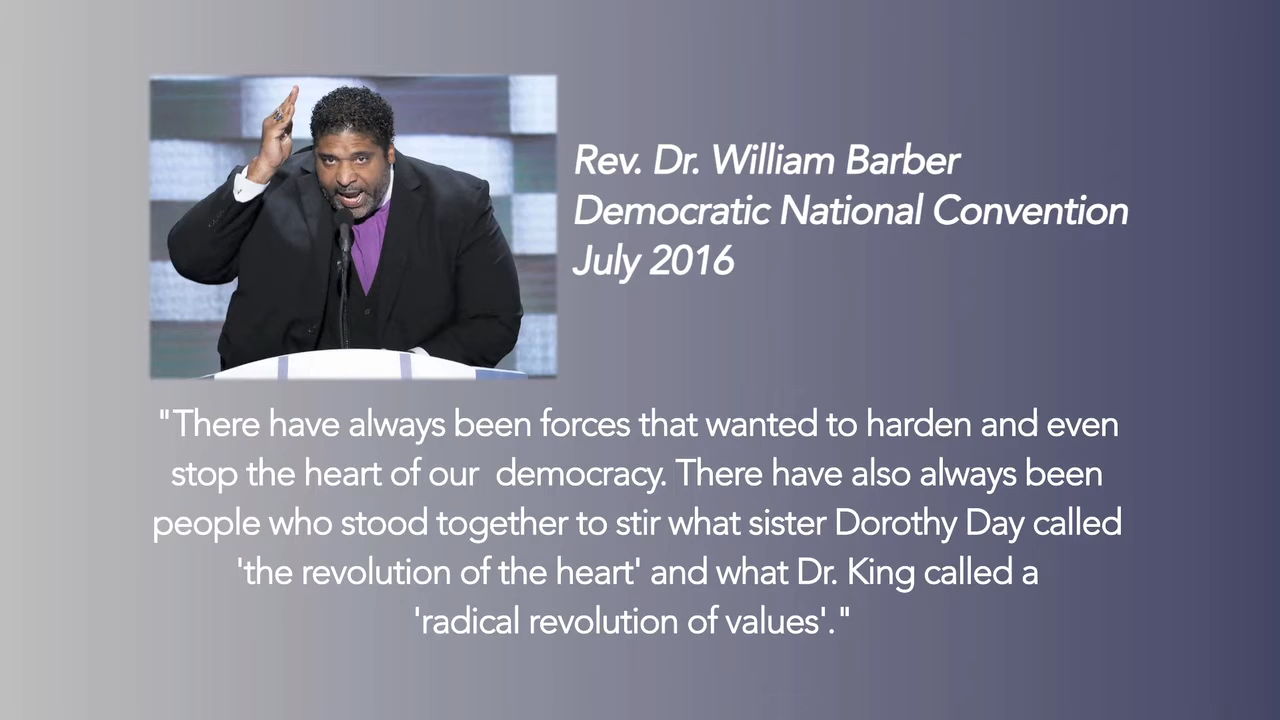 Rev. Dr. William Barber
Democratic National Convention
July 2016
"There have always been forces that wanted to harden and even
stop the heart of our  democracy. There have also always been
people who stood together to stir what sister Dorothy Day called
'the revolution of the heart' and what Dr. King called a
'radical revolution of values'."